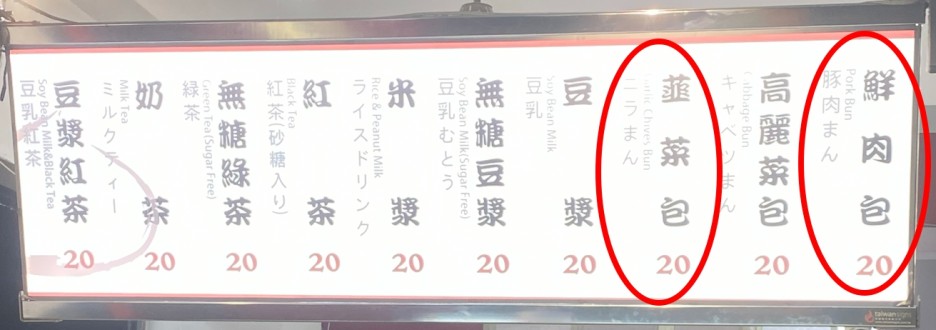 鮮肉包
Pork Bun
豚肉まん
20
高麗菜包
Cabbage Bun
キャベツまん
20
韮菜包
Chives Bun
ニラまん
20
豆漿
Soy Bean Milk
豆乳
20
無糖豆漿
Soy Bean Milk(Sugar Free)
豆乳むとう
20
米漿
Rice & Peanut Milk
ライスドリンク
20
紅茶
Black Tea
紅茶(砂糖入り)
20
無糖綠茶
Green Tea(Sugar Free)
緑茶
20
奶茶
Milk Tea
ミルクティー
20
豆漿紅茶
Soy Bean Milk&Black Tea
豆乳紅茶
20
taiwan